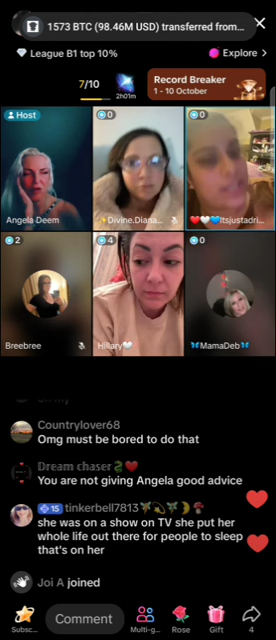 1573 BTC (98.46M USD) transferred from...
League B1 top 10%
Explore >
7/10
2h01m
Record Breaker
1 - 10 October
Host
0
0
Angela Deem
✨Divine.Diana...
❤️🤍💙Itsjustadri...
2
4
0
Breebree
Hillary🤍
🦋MamaDeb🦋
Countrylover68
Omg must be bored to do that
Dream chaser🐉❤️
You are not giving Angela good advice
15 tinkerbell7813🧚💫🧚🌙🍄
she was on a show on TV she put her
whole life out there for people to sleep
that's on her
Joi A joined
Subsc...
Comment
Multi-g...
Rose
Gift
4